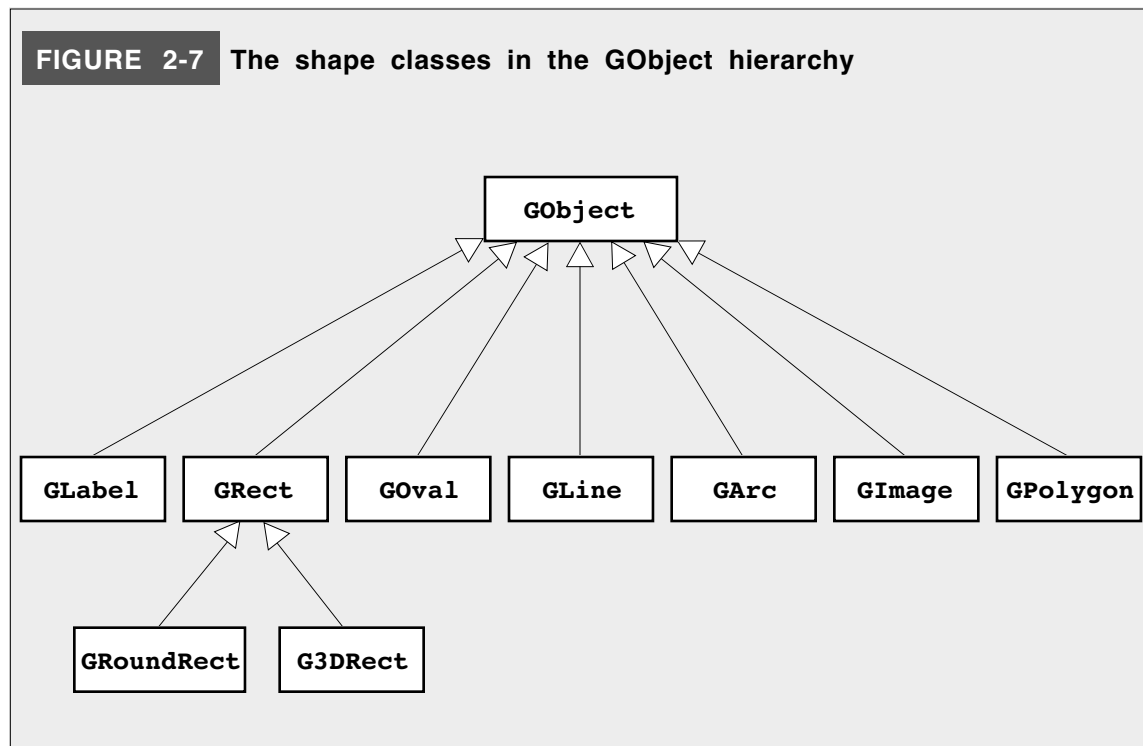 FIGURE 2-7 The shape classes in the GObject hierarchy
GObject
GLabel GRect GOval GLine GArc GImage GPolygon
GRoundRect G3DRect